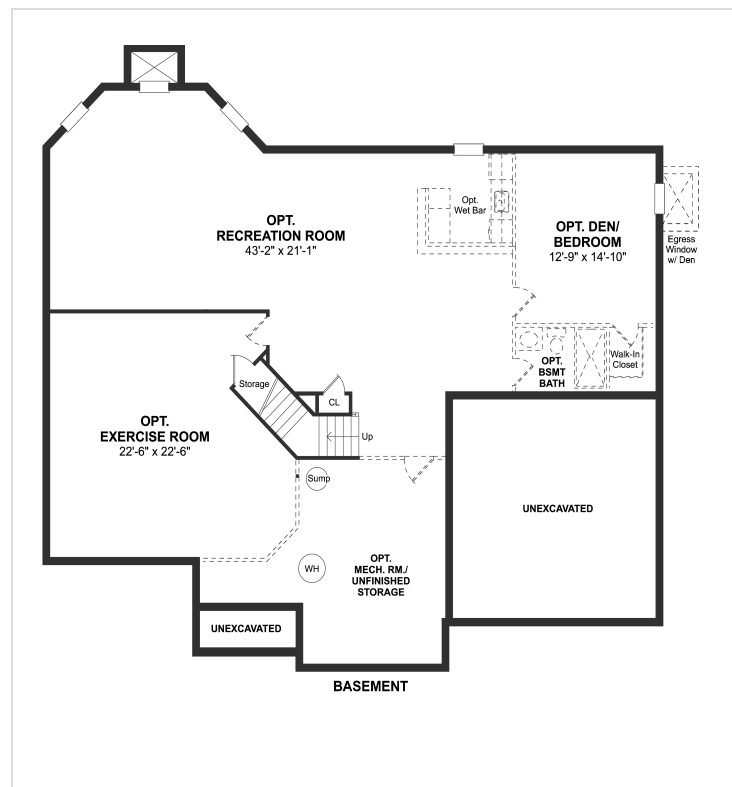 OPT.
RECREATION ROOM
43'-2" x 21'-1"
Opt.
Wet Bar
OPT. DEN/
BEDROOM
12'-9" x 14'-10"
Egress
Window
w/ Den
OPT.
BSMT
BATH
Walk-In
Closet
Storage
CL
OPT.
EXERCISE ROOM
22'-6" x 22'-6"
Up
Sump
UNEXCAVATED
WH
OPT.
MECH. RM./
UNFINISHED
STORAGE
UNEXCAVATED
BASEMENT